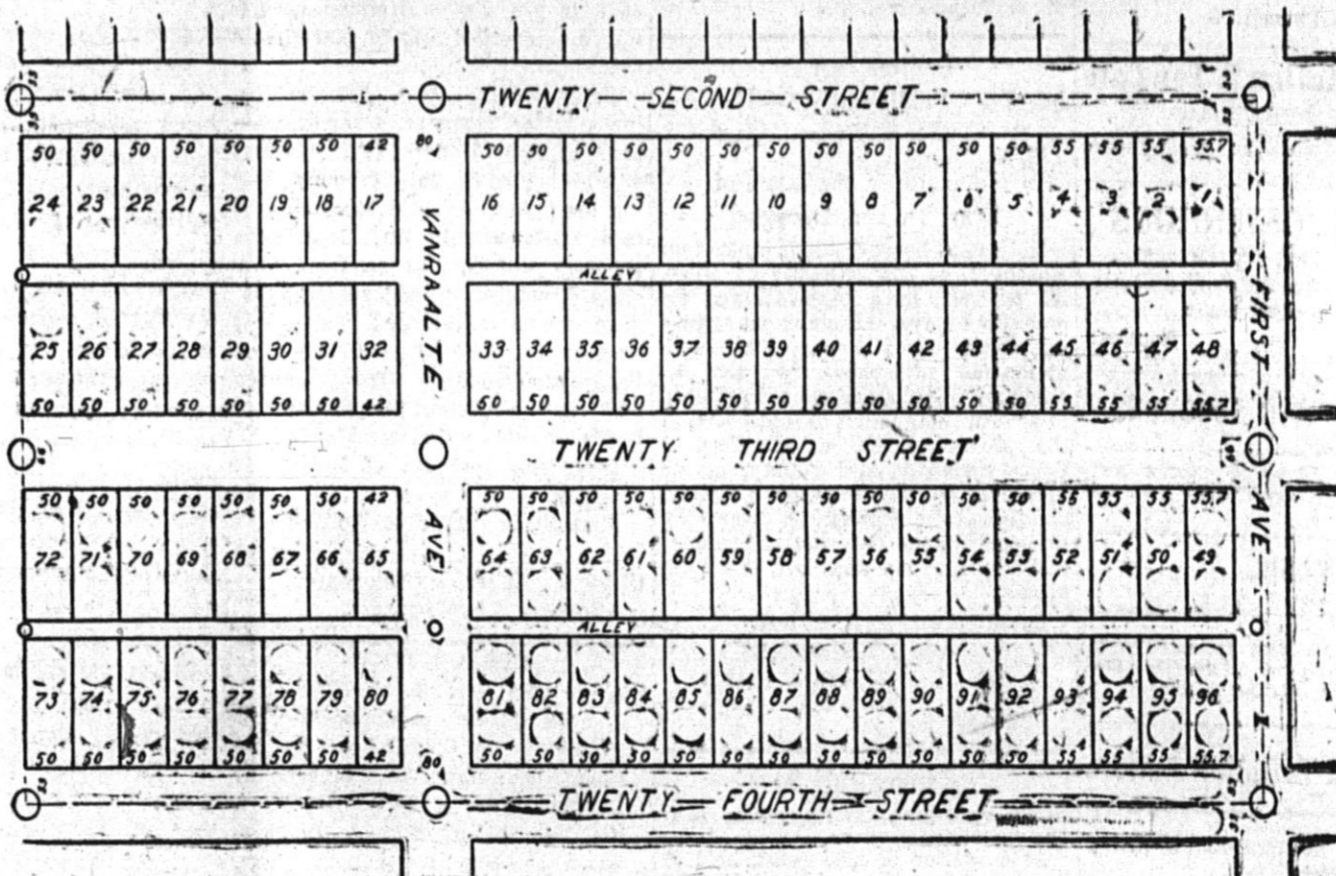 33 33
TWENTY SECOND STREET
33 33
50 50 50 50 50 50 50 42 80 50 50 50 50 50 50 50 50 50 50 50 50 55 55 55 55.7
24 23 22 21 20 19 18 17 16 15 14 13 12 11 10 9 8 7 6 5 4 3 2 1
VANRAALTE AVE
FIRST AVE
ALLEY
25 26 27 28 29 30 31 32 33 34 35 36 37 38 39 40 41 42 43 44 45 46 47 48
50 50 50 50 50 50 50 42 60 50 50 50 50 50 50 50 50 50 50 50 55 55 55 55.7
TWENTY THIRD STREET
50 50 50 50 50 50 50 42 50 50 50 50 50 50 50 50 50 50 50 50 55 55 55 55.7
72 71 70 69 68 67 66 65 64 63 62 61 60 59 58 57 56 55 54 53 52 51 50 49
ALLEY
73 74 75 76 77 78 79 80 81 82 83 84 85 86 87 88 89 90 91 92 93 94 95 96
50 50 50 50 50 50 50 42 80 50 50 50 50 50 50 50 50 50 50 50 50 55 55 55 55.7
33
TWENTY FOURTH STREET